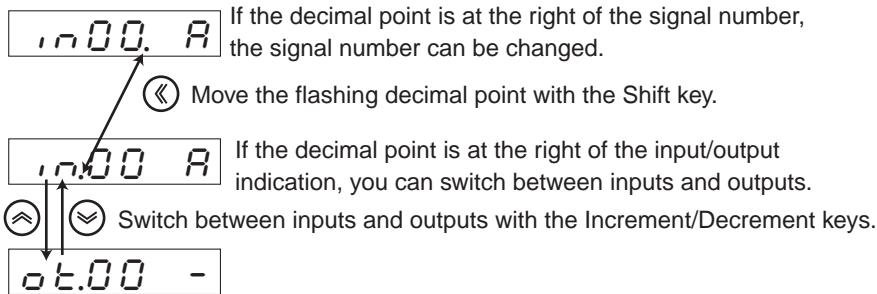 in00. A
If the decimal point is at the right of the signal number,
the signal number can be changed.
Move the flashing decimal point with the Shift key.
in.00 A
If the decimal point is at the right of the input/output
indication, you can switch between inputs and outputs.
Switch between inputs and outputs with the Increment/Decrement keys.
ot.00 -